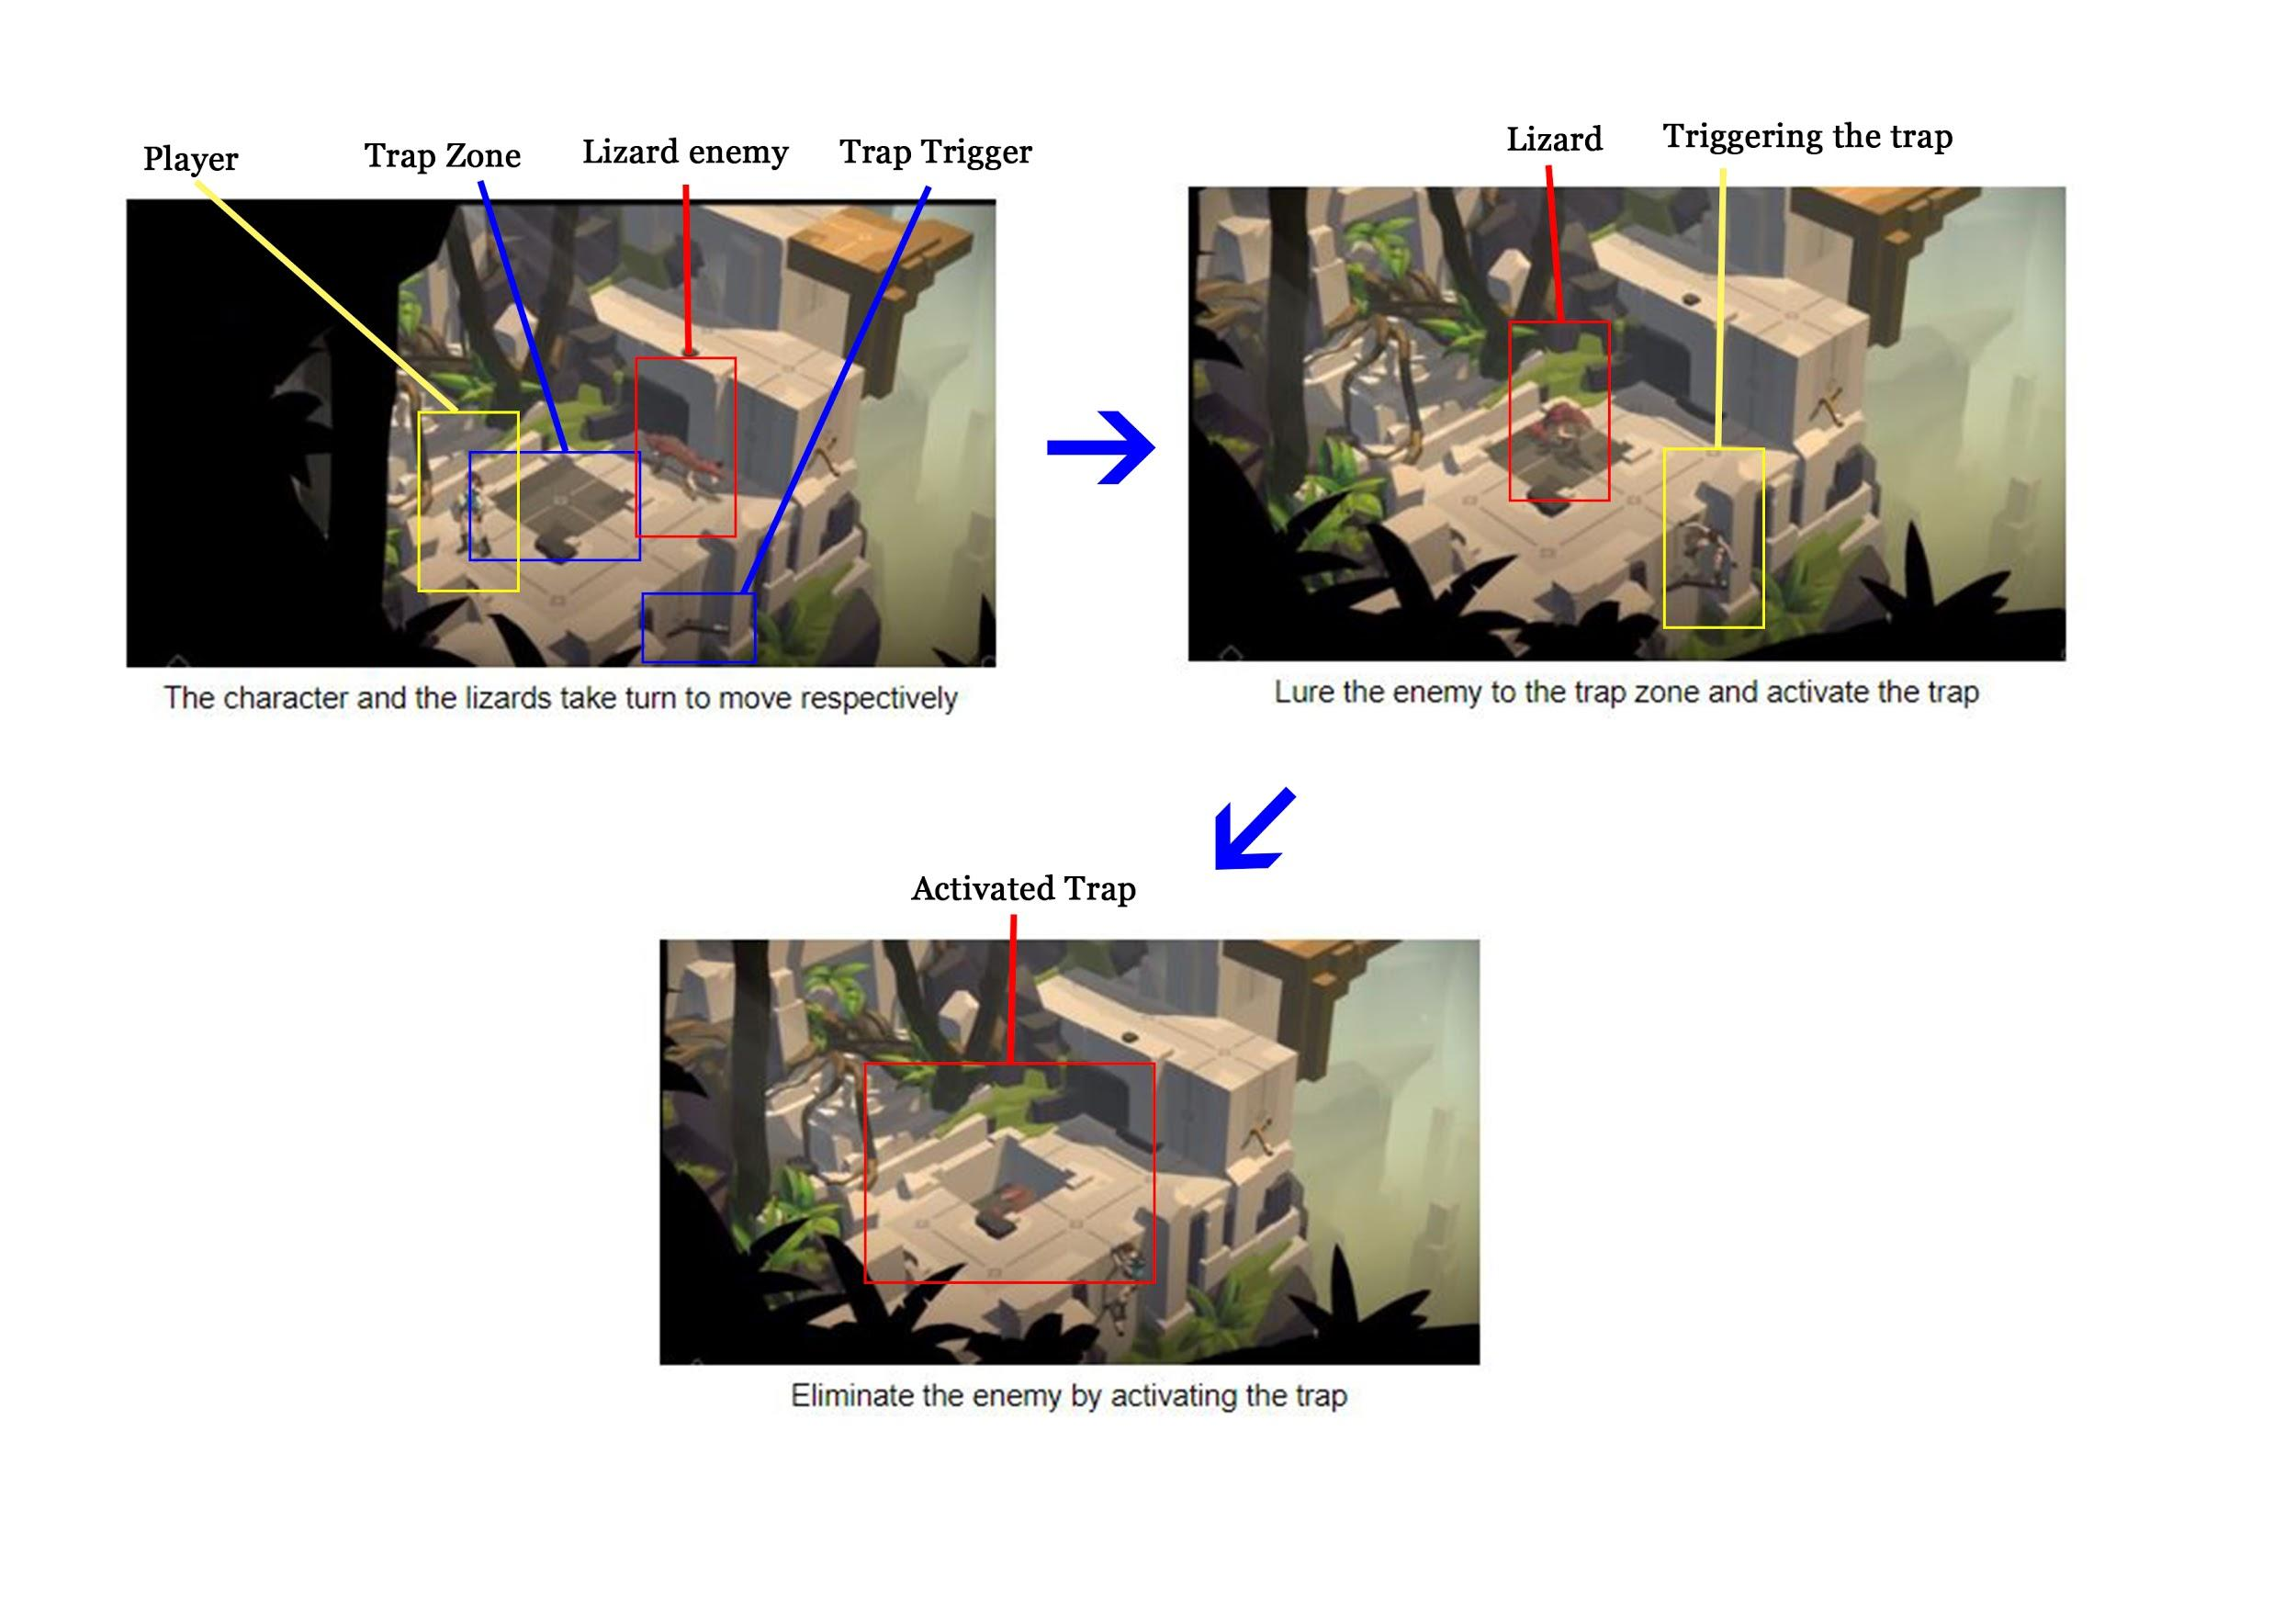 Player
Trap Zone
Lizard enemy
Trap Trigger
The character and the lizards take turn to move respectively
Lizard
Triggering the trap
Lure the enemy to the trap zone and activate the trap
Activated Trap
Eliminate the enemy by activating the trap